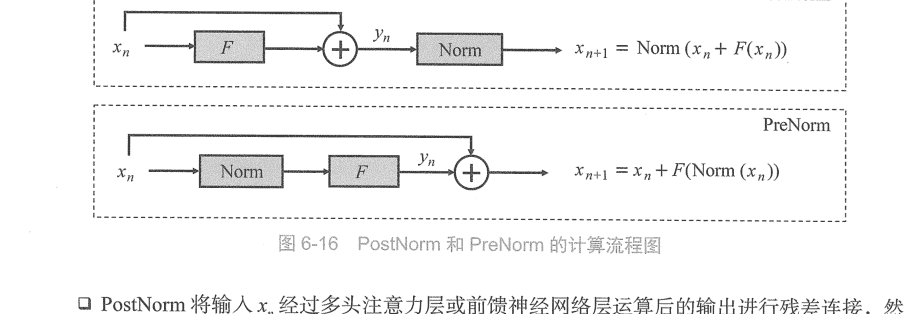 x_n F + y_n Norm x_{n+1} = Norm (x_n + F(x_n))
PreNorm
x_n Norm F y_n + x_{n+1} = x_n + F(Norm (x_n))
图 6-16 PostNorm 和 PreNorm 的计算流程图
❑ PostNorm 将输入 x_n 经过多头注意力层或前馈神经网络层运算后的输出进行残差连接，然